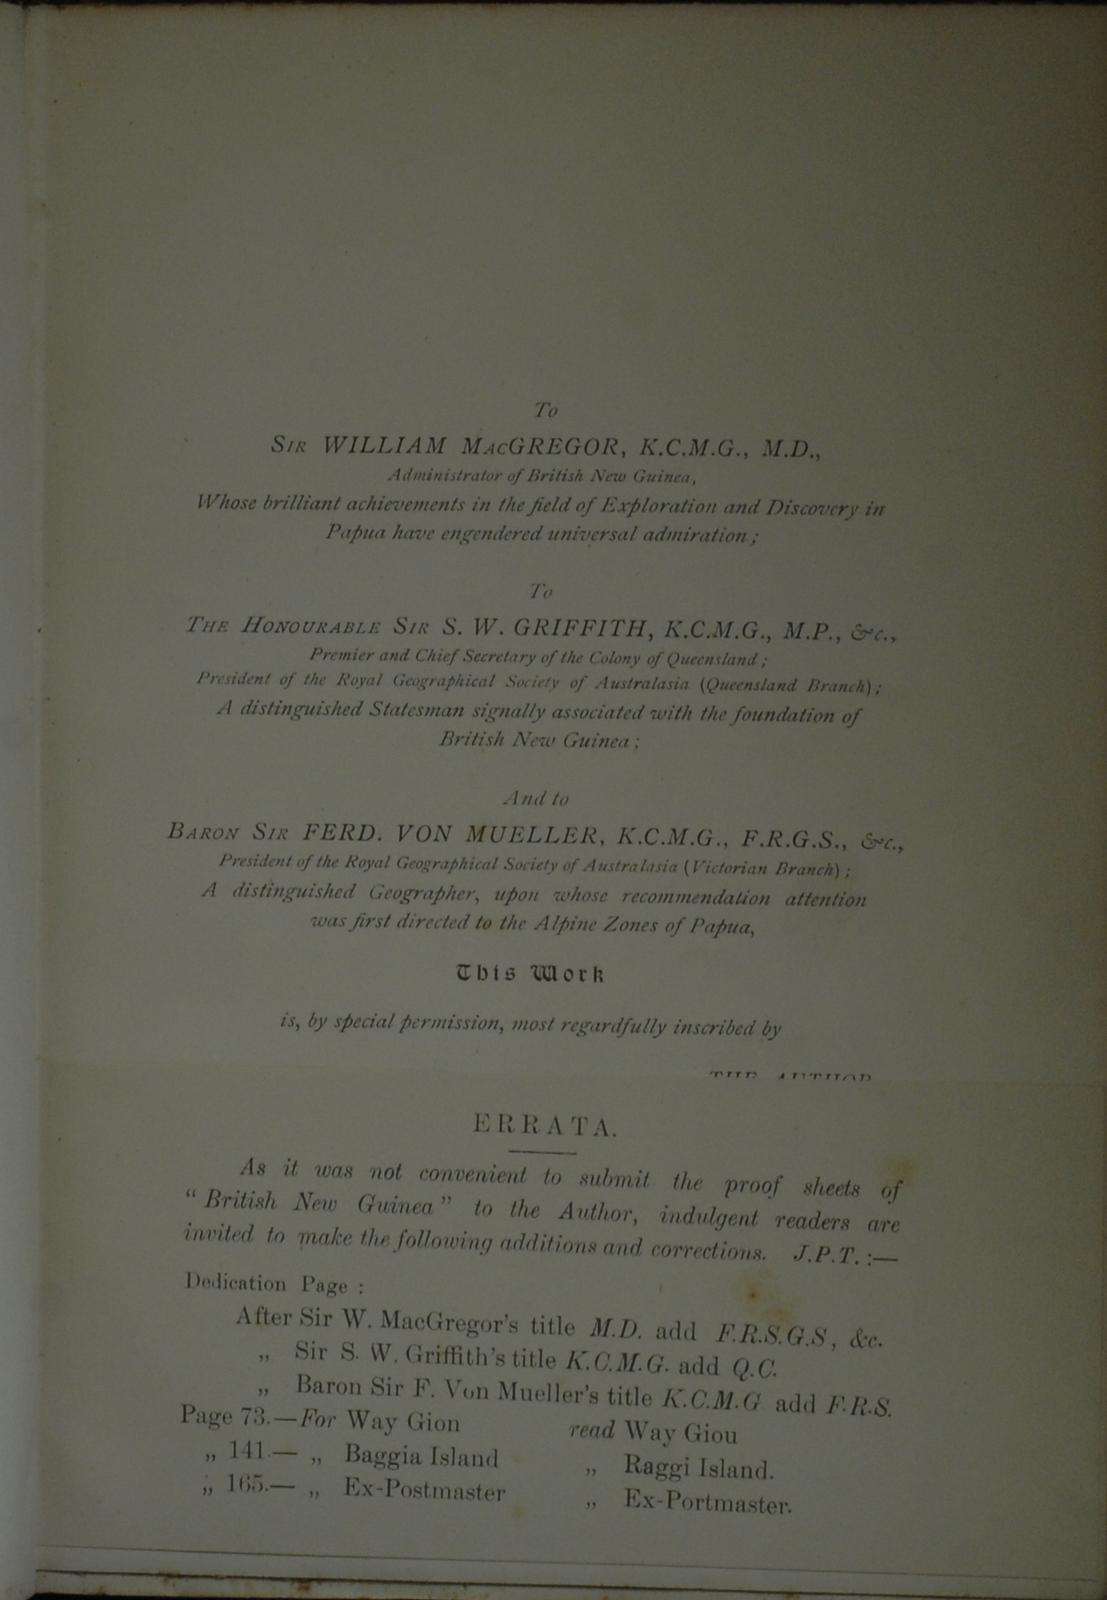 To
SIR WILLIAM MACGREGOR, K.C.M.G., M.D.,
Administrator of British New Guinea,
Whose brilliant achievements in the field of Exploration and Discovery in
Papua have engendered universal admiration;
To
THE HONOURABLE SIR S. W. GRIFFITH, K.C.M.G., M.P., &c.,
Premier and Chief Secretary of the Colony of Queensland;
President of the Royal Geographical Society of Australasia (Queensland Branch);
A distinguished Statesman signally associated with the foundation of
British New Guinea;
And to
BARON SIR FERD. VON MUELLER, K.C.M.G., F.R.G.S., &c.,
President of the Royal Geographical Society of Australasia (Victorian Branch);
A distinguished Geographer, upon whose recommendation attention
was first directed to the Alpine Zones of Papua,
This Work
is, by special permission, most regardfully inscribed by
THE AUTHOR
ERRATA.
As it was not convenient to submit the proof sheets of
"British New Guinea" to the Author, indulgent readers are
invited to make the following additions and corrections. J.P.T.:—
Dedication Page :
After Sir W. MacGregor's title M.D. add F.R.S.G.S, &c.
„ Sir S. W. Griffith's title K.C.M.G. add Q.C.
„ Baron Sir F. Von Mueller's title K.C.M.G add F.R.S.
Page 73.—For Way Gion read Way Giou
„ 141.— „ Baggia Island „ Raggi Island.
„ 165.— „ Ex-Postmaster „ Ex-Portmaster.